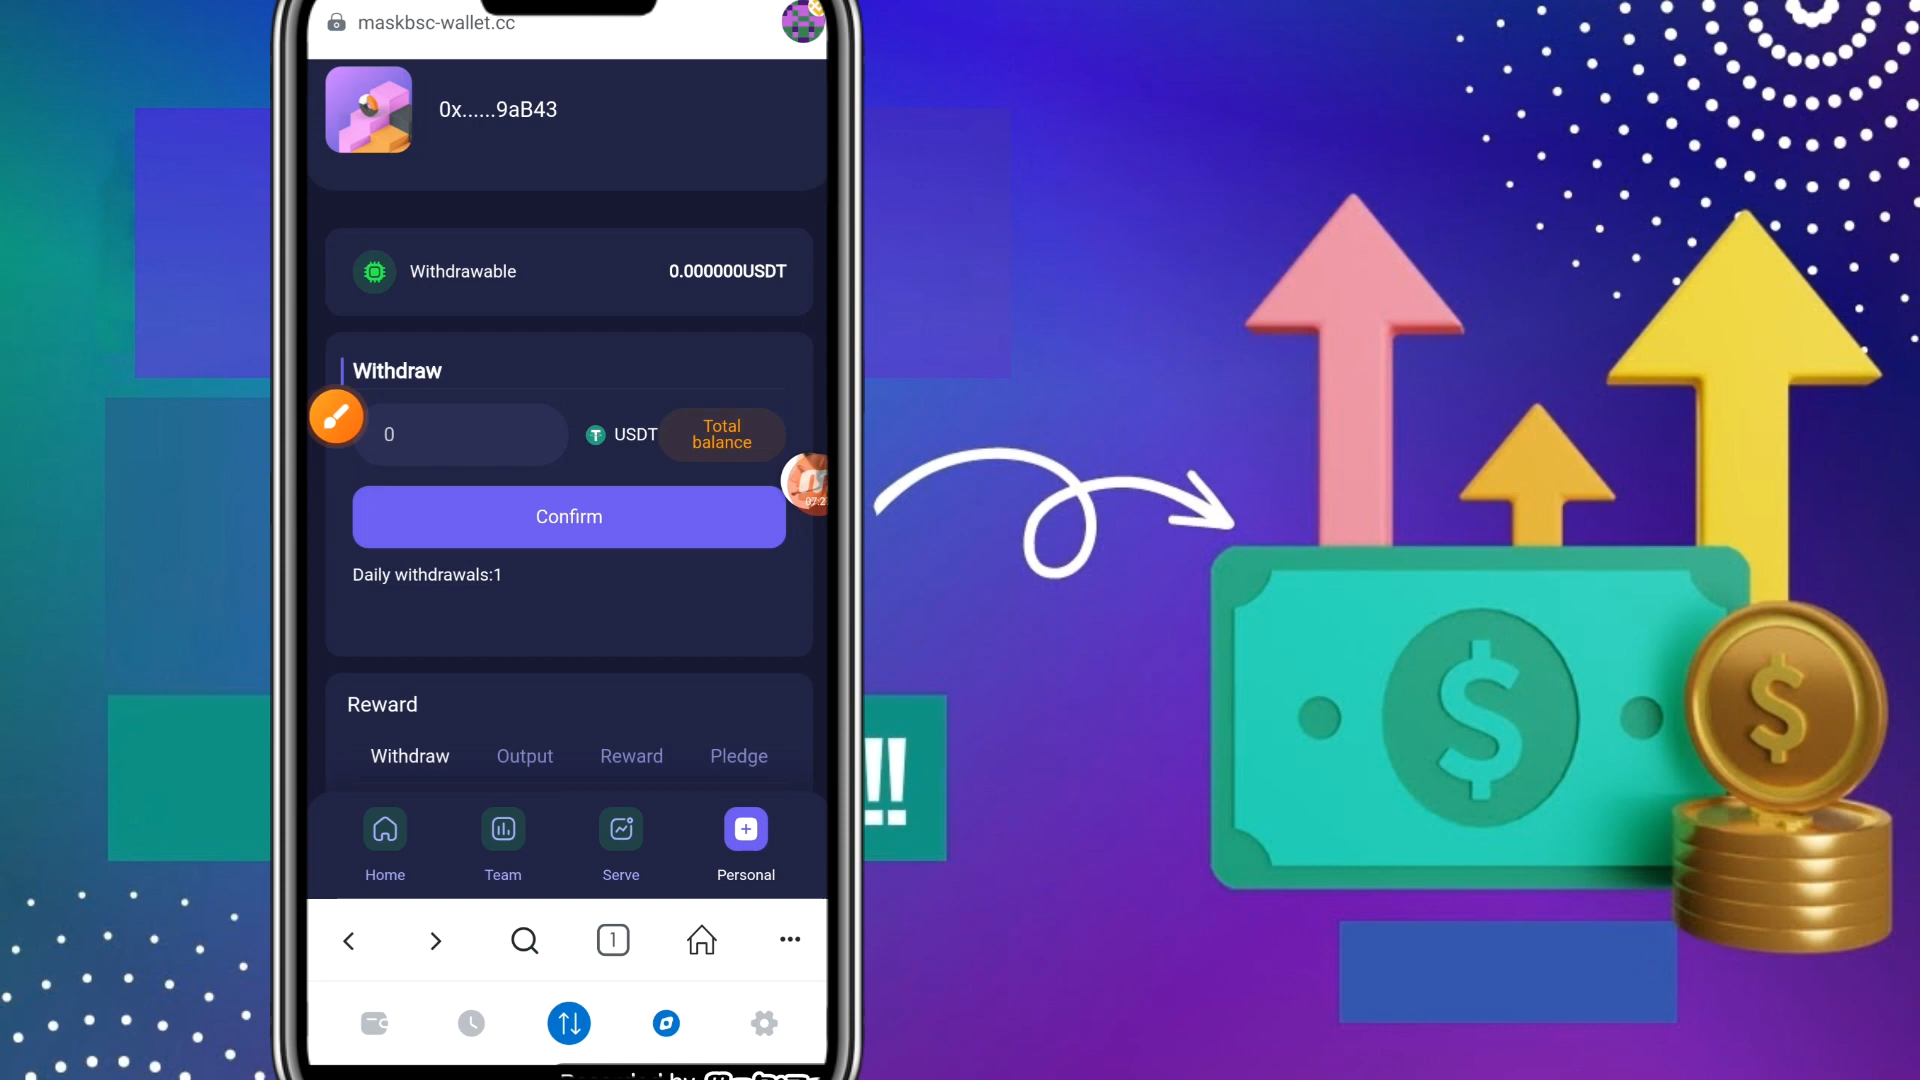 maskbsc-wallet.cc
0x......9aB43
Withdrawable 0.000000USDT
Withdraw
0 USDT Total balance
Confirm
Daily withdrawals:1
Reward
Withdraw Output Reward Pledge
Home Team Serve Personal
!!
1